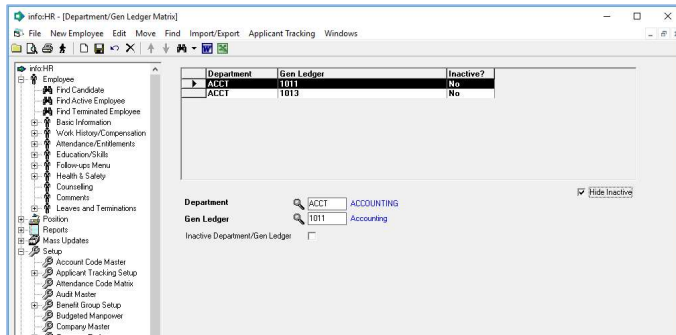 info:HR - [Department/Gen Ledger Matrix]
File New Employee Edit Move Find Import/Export Applicant Tracking Windows
info:HR
Employee
Find Candidate
Find Active Employee
Find Terminated Employee
Basic Information
Work History/Compensation
Attendance/Entitlements
Education/Skills
Follow-ups Menu
Health & Safety
Counselling
Comments
Leaves and Terminations
Position
Reports
Mass Updates
Setup
Account Code Master
Applicant Tracking Setup
Attendance Code Matrix
Audit Master
Benefit Group Setup
Budgeted Manpower
Company Master
Department Gen Ledger Inactive?
ACCT 1011 No
ACCT 1013 No
Hide Inactive
Department ACCT ACCOUNTING
Gen Ledger 1011 Accounting
Inactive Department/Gen Ledger